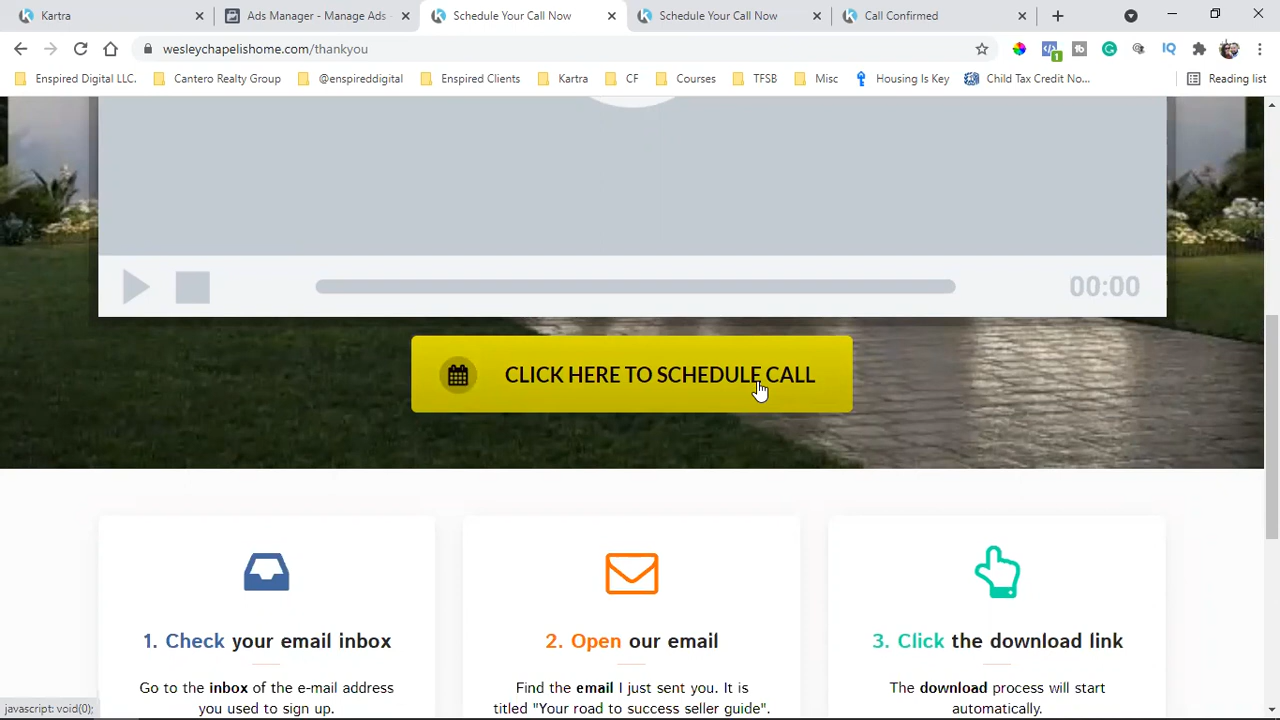 Kartra
Ads Manager - Manage Ads
Schedule Your Call Now
Schedule Your Call Now
Call Confirmed
wesleychapelishome.com/thankyou
IQ
1
Enspired Digital LLC.
Cantero Realty Group
@enspireddigital
Enspired Clients
Kartra
CF
Courses
TFSB
Misc
Housing Is Key
Child Tax Credit No...
Reading list
00:00
CLICK HERE TO SCHEDULE CALL
1. Check your email inbox
Go to the inbox of the e-mail address
you used to sign up.
2. Open our email
Find the email I just sent you. It is
titled "Your road to success seller guide".
3. Click the download link
The download process will start
automatically.
javascript: void(0);